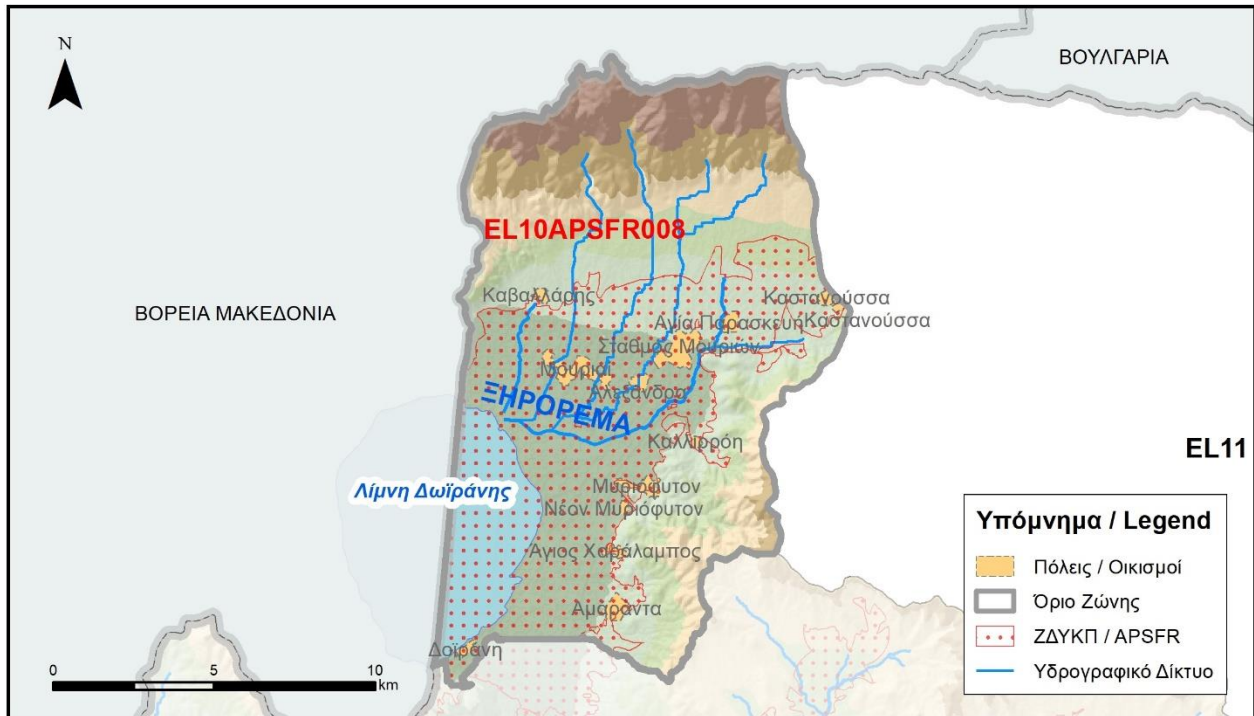 N
ΒΟΥΛΓΑΡΙΑ
EL10APSFR008
ΒΟΡΕΙΑ ΜΑΚΕΔΟΝΙΑ
Καβαλλάρης
Καστανούσσα
Καστανούσσα
Αγία Παρασκευή
Σταθμός Μουριών
Μουριαί
Αλεξάνδρα
ΞΗΡΟΡΕΜΑ
Καλλιρρόη
EL11
Λίμνη Δωϊράνης
Μυριόφυτον
Νέον Μυριόφυτον
Άγιος Χαράλαμπος
Αμάραντα
Δοϊράνη
0 5 10
km
Υπόμνημα / Legend
Πόλεις / Οικισμοί
Όριο Ζώνης
ΖΔΥΚΠ / APSFR
Υδρογραφικό Δίκτυο